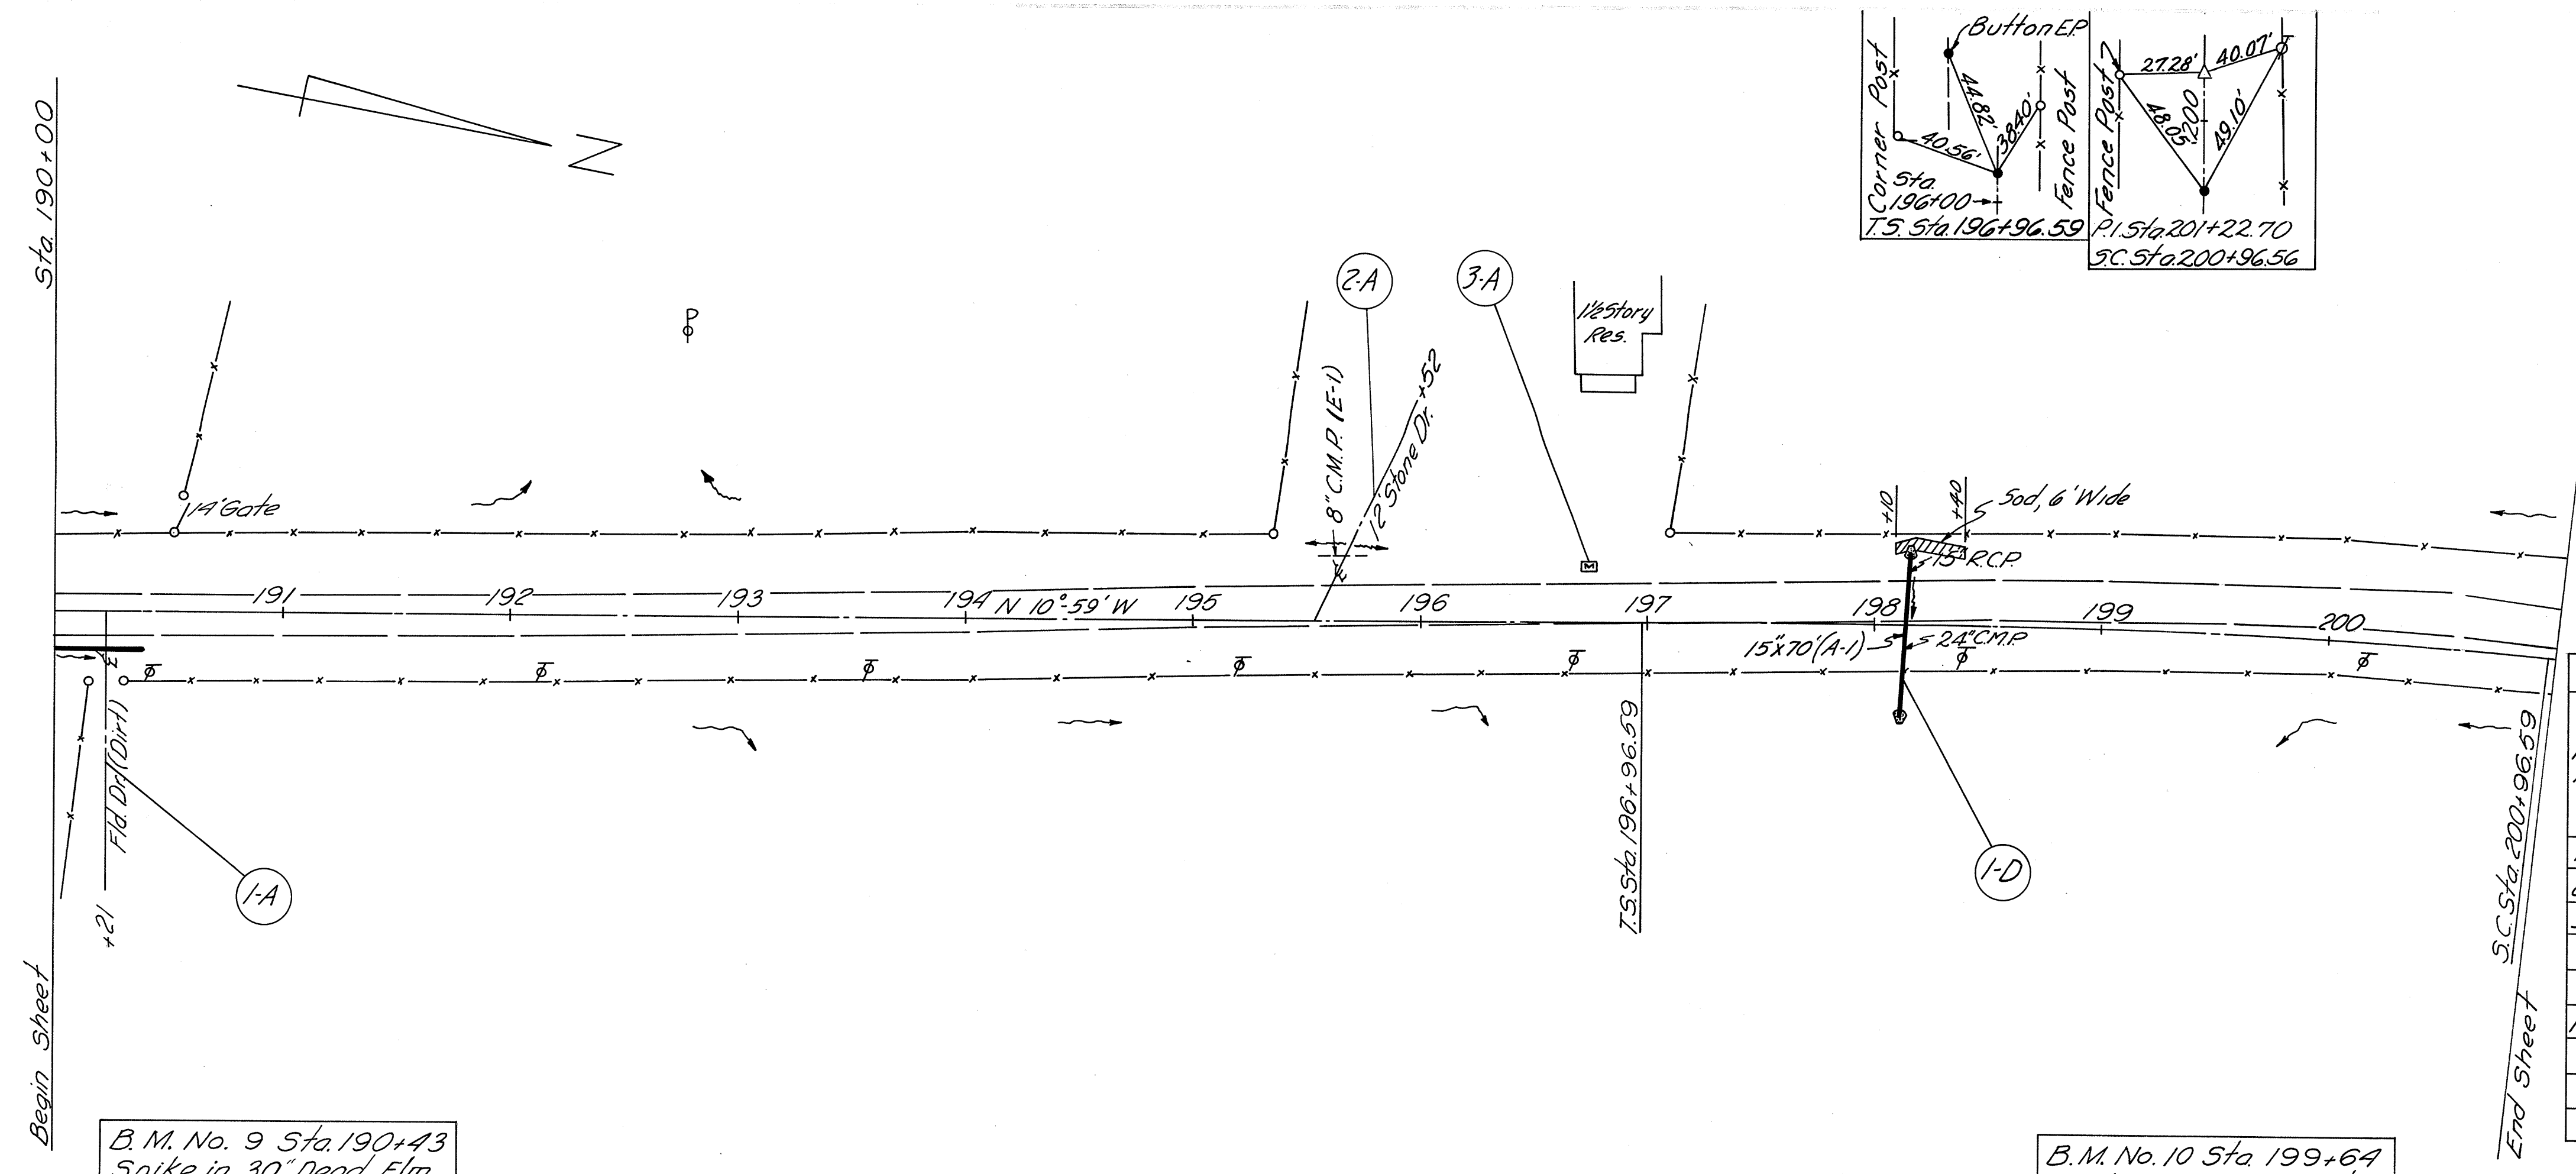 Sta. 190+00
Begin Sheet
N
Corner Post
Button E.P.
44.82'
38.40'
40.56'
Fence Post
Sta.
196+00
T.S. Sta. 196+96.59
Fence Post
27.28'
40.07'
48.05'
200
49.10'
P.I. Sta. 201+22.70
S.C. Sta. 200+96.56
P
2-A
3-A
1½ Story
Res.
8" C.M.P. (E-1)
12' Stone Dr. +52
14' Gate
M
+10
+40
Sod, 6' Wide
15" R.C.P.
191
192
193
194
N 10°-59' W
195
196
197
198
199
200
15"x70' (A-1)
24" C.M.P.
Fld. Dr. (Dirt)
+21
1-A
T.S. Sta. 196+96.59
1-D
S.C. Sta. 200+96.59
End Sheet
B.M. No. 9 Sta. 190+43
Spike in 30" Dead Elm
B.M. No. 10 Sta. 199+64